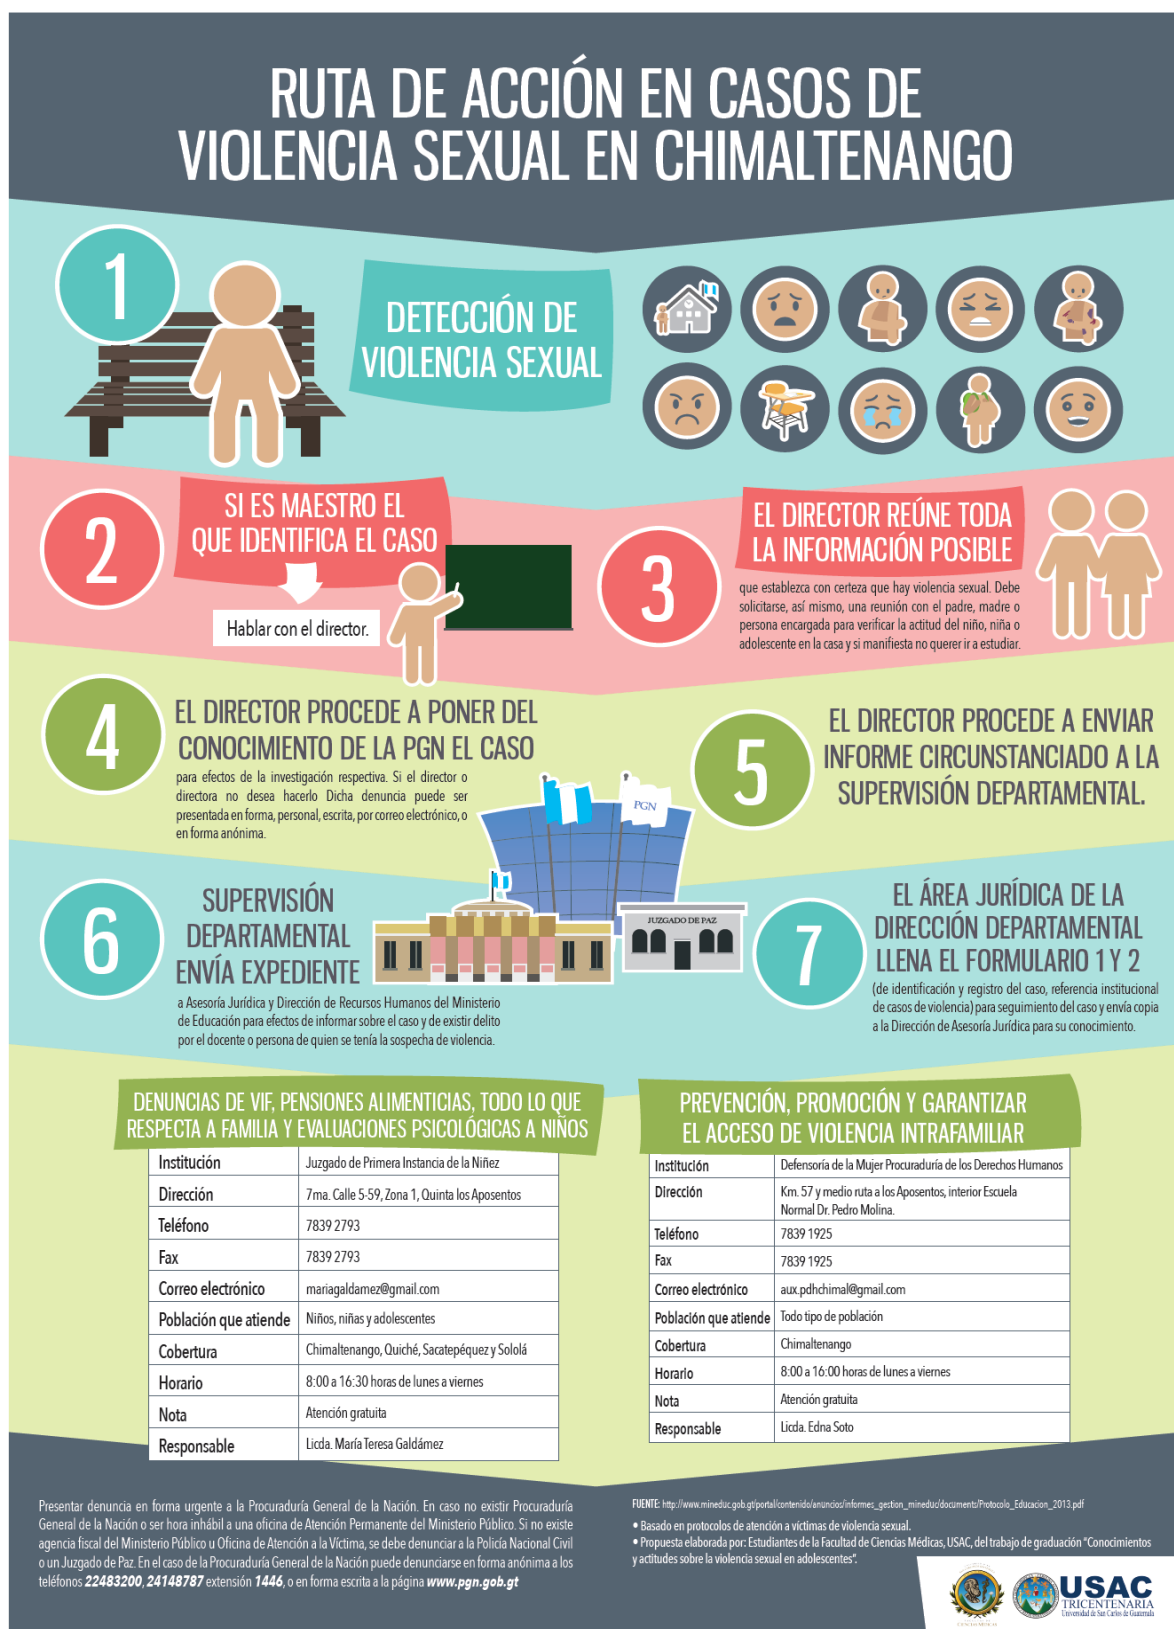 RUTA DE ACCIÓN EN CASOS DE
VIOLENCIA SEXUAL EN CHIMALTENANGO
1
DETECCIÓN DE
VIOLENCIA SEXUAL
2
SI ES MAESTRO EL
QUE IDENTIFICA EL CASO
Hablar con el director.
3
EL DIRECTOR REÚNE TODA
LA INFORMACIÓN POSIBLE
que establezca con certeza que hay violencia sexual. Debe
solicitarse, así mismo, una reunión con el padre, madre o
persona encargada para verificar la actitud del niño, niña o
adolescente en la casa y si manifiesta no querer ir a estudiar.
4
EL DIRECTOR PROCEDE A PONER DEL
CONOCIMIENTO DE LA PGN EL CASO
para efectos de la investigación respectiva. Si el director o
directora no desea hacerlo Dicha denuncia puede ser
presentada en forma, personal, escrita, por correo electrónico, o
en forma anónima.
PGN
5
EL DIRECTOR PROCEDE A ENVIAR
INFORME CIRCUNSTANCIADO A LA
SUPERVISIÓN DEPARTAMENTAL.
6
SUPERVISIÓN
DEPARTAMENTAL
ENVÍA EXPEDIENTE
a Asesoría Jurídica y Dirección de Recursos Humanos del Ministerio
de Educación para efectos de informar sobre el caso y de existir delito
por el docente o persona de quien se tenía la sospecha de violencia.
JUZGADO DE PAZ
7
EL ÁREA JURÍDICA DE LA
DIRECCIÓN DEPARTAMENTAL
LLENA EL FORMULARIO 1 Y 2
(de identificación y registro del caso, referencia institucional
de casos de violencia) para seguimiento del caso y envía copia
a la Dirección de Asesoría Jurídica para su conocimiento.
DENUNCIAS DE VIF, PENSIONES ALIMENTICIAS, TODO LO QUE
RESPECTA A FAMILIA Y EVALUACIONES PSICOLÓGICAS A NIÑOS
Institución Juzgado de Primera Instancia de la Niñez
Dirección 7ma. Calle 5-59, Zona 1, Quinta los Aposentos
Teléfono 7839 2793
Fax 7839 2793
Correo electrónico mariagaldamez@gmail.com
Población que atiende Niños, niñas y adolescentes
Cobertura Chimaltenango, Quiché, Sacatepéquez y Sololá
Horario 8:00 a 16:30 horas de lunes a viernes
Nota Atención gratuita
Responsable Licda. María Teresa Galdámez
PREVENCIÓN, PROMOCIÓN Y GARANTIZAR
EL ACCESO DE VIOLENCIA INTRAFAMILIAR
Institución Defensoría de la Mujer Procuraduría de los Derechos Humanos
Dirección Km. 57 y medio ruta a los Aposentos, interior Escuela
Normal Dr. Pedro Molina.
Teléfono 7839 1925
Fax 7839 1925
Correo electrónico aux.pdhchimal@gmail.com
Población que atiende Todo tipo de población
Cobertura Chimaltenango
Horario 8:00 a 16:00 horas de lunes a viernes
Nota Atención gratuita
Responsable Licda. Edna Soto
Presentar denuncia en forma urgente a la Procuraduría General de la Nación. En caso no existir Procuraduría
General de la Nación o ser hora inhábil a una oficina de Atención Permanente del Ministerio Público. Si no existe
agencia fiscal del Ministerio Público u Oficina de Atención a la Víctima, se debe denunciar a la Policía Nacional Civil
o un Juzgado de Paz. En el caso de la Procuraduría General de la Nación puede denunciarse en forma anónima a los
teléfonos 22483200, 24148787 extensión 1446, o en forma escrita a la página www.pgn.gob.gt
FUENTE: http://www.mineduc.gob.gt/portal/contenido/anuncios/informes_gestion_mineduc/documents/Protocolo_Educacion_2013.pdf
• Basado en protocolos de atención a víctimas de violencia sexual.
• Propuesta elaborada por: Estudiantes de la Facultad de Ciencias Médicas, USAC, del trabajo de graduación "Conocimientos
y actitudes sobre la violencia sexual en adolescentes".
CIENCIAS MÉDICAS
USAC
TRICENTENARIA
Universidad de San Carlos de Guatemala